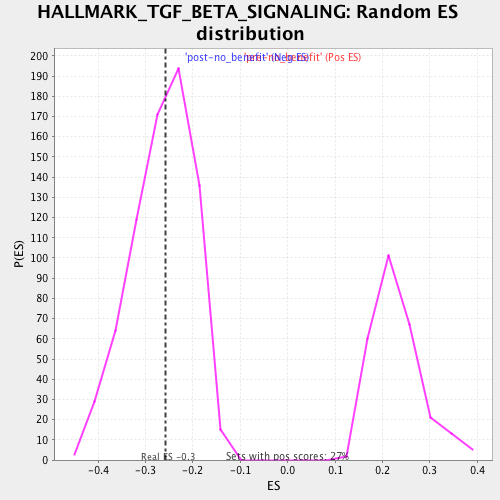 HALLMARK_TGF_BETA_SIGNALING: Random ES
distribution
'post-no_benefit' (Neg ES)
(Pos ES)
200
190
180
170
160
150
140
130
120
110
100
90
80
70
60
50
40
30
20
10
0
P(ES)
Real ES -0.3
Sets with pos scores: 27%
-0.4 -0.3 -0.2 -0.1 0.0 0.1 0.2 0.3 0.4
ES